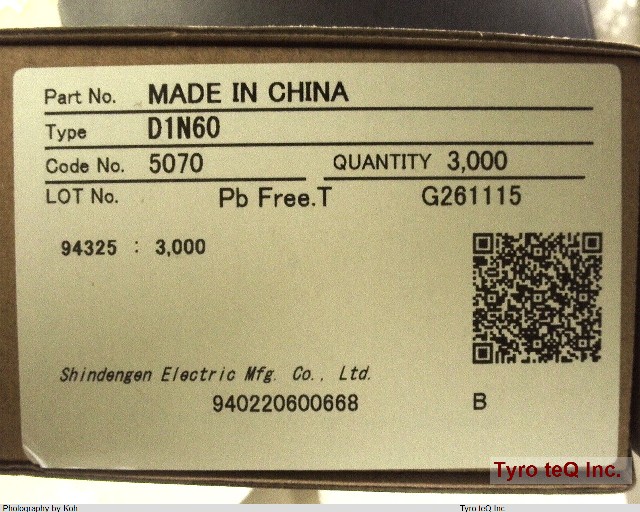 Part No. MADE IN CHINA
Type D1N60
Code No. 5070 QUANTITY 3,000
LOT No. Pb Free.T G261115
94325 : 3,000
Shindengen Electric Mfg. Co., Ltd.
940220600668 B
Tyro teQ Inc.
Photography by Koh Tyro teQ Inc